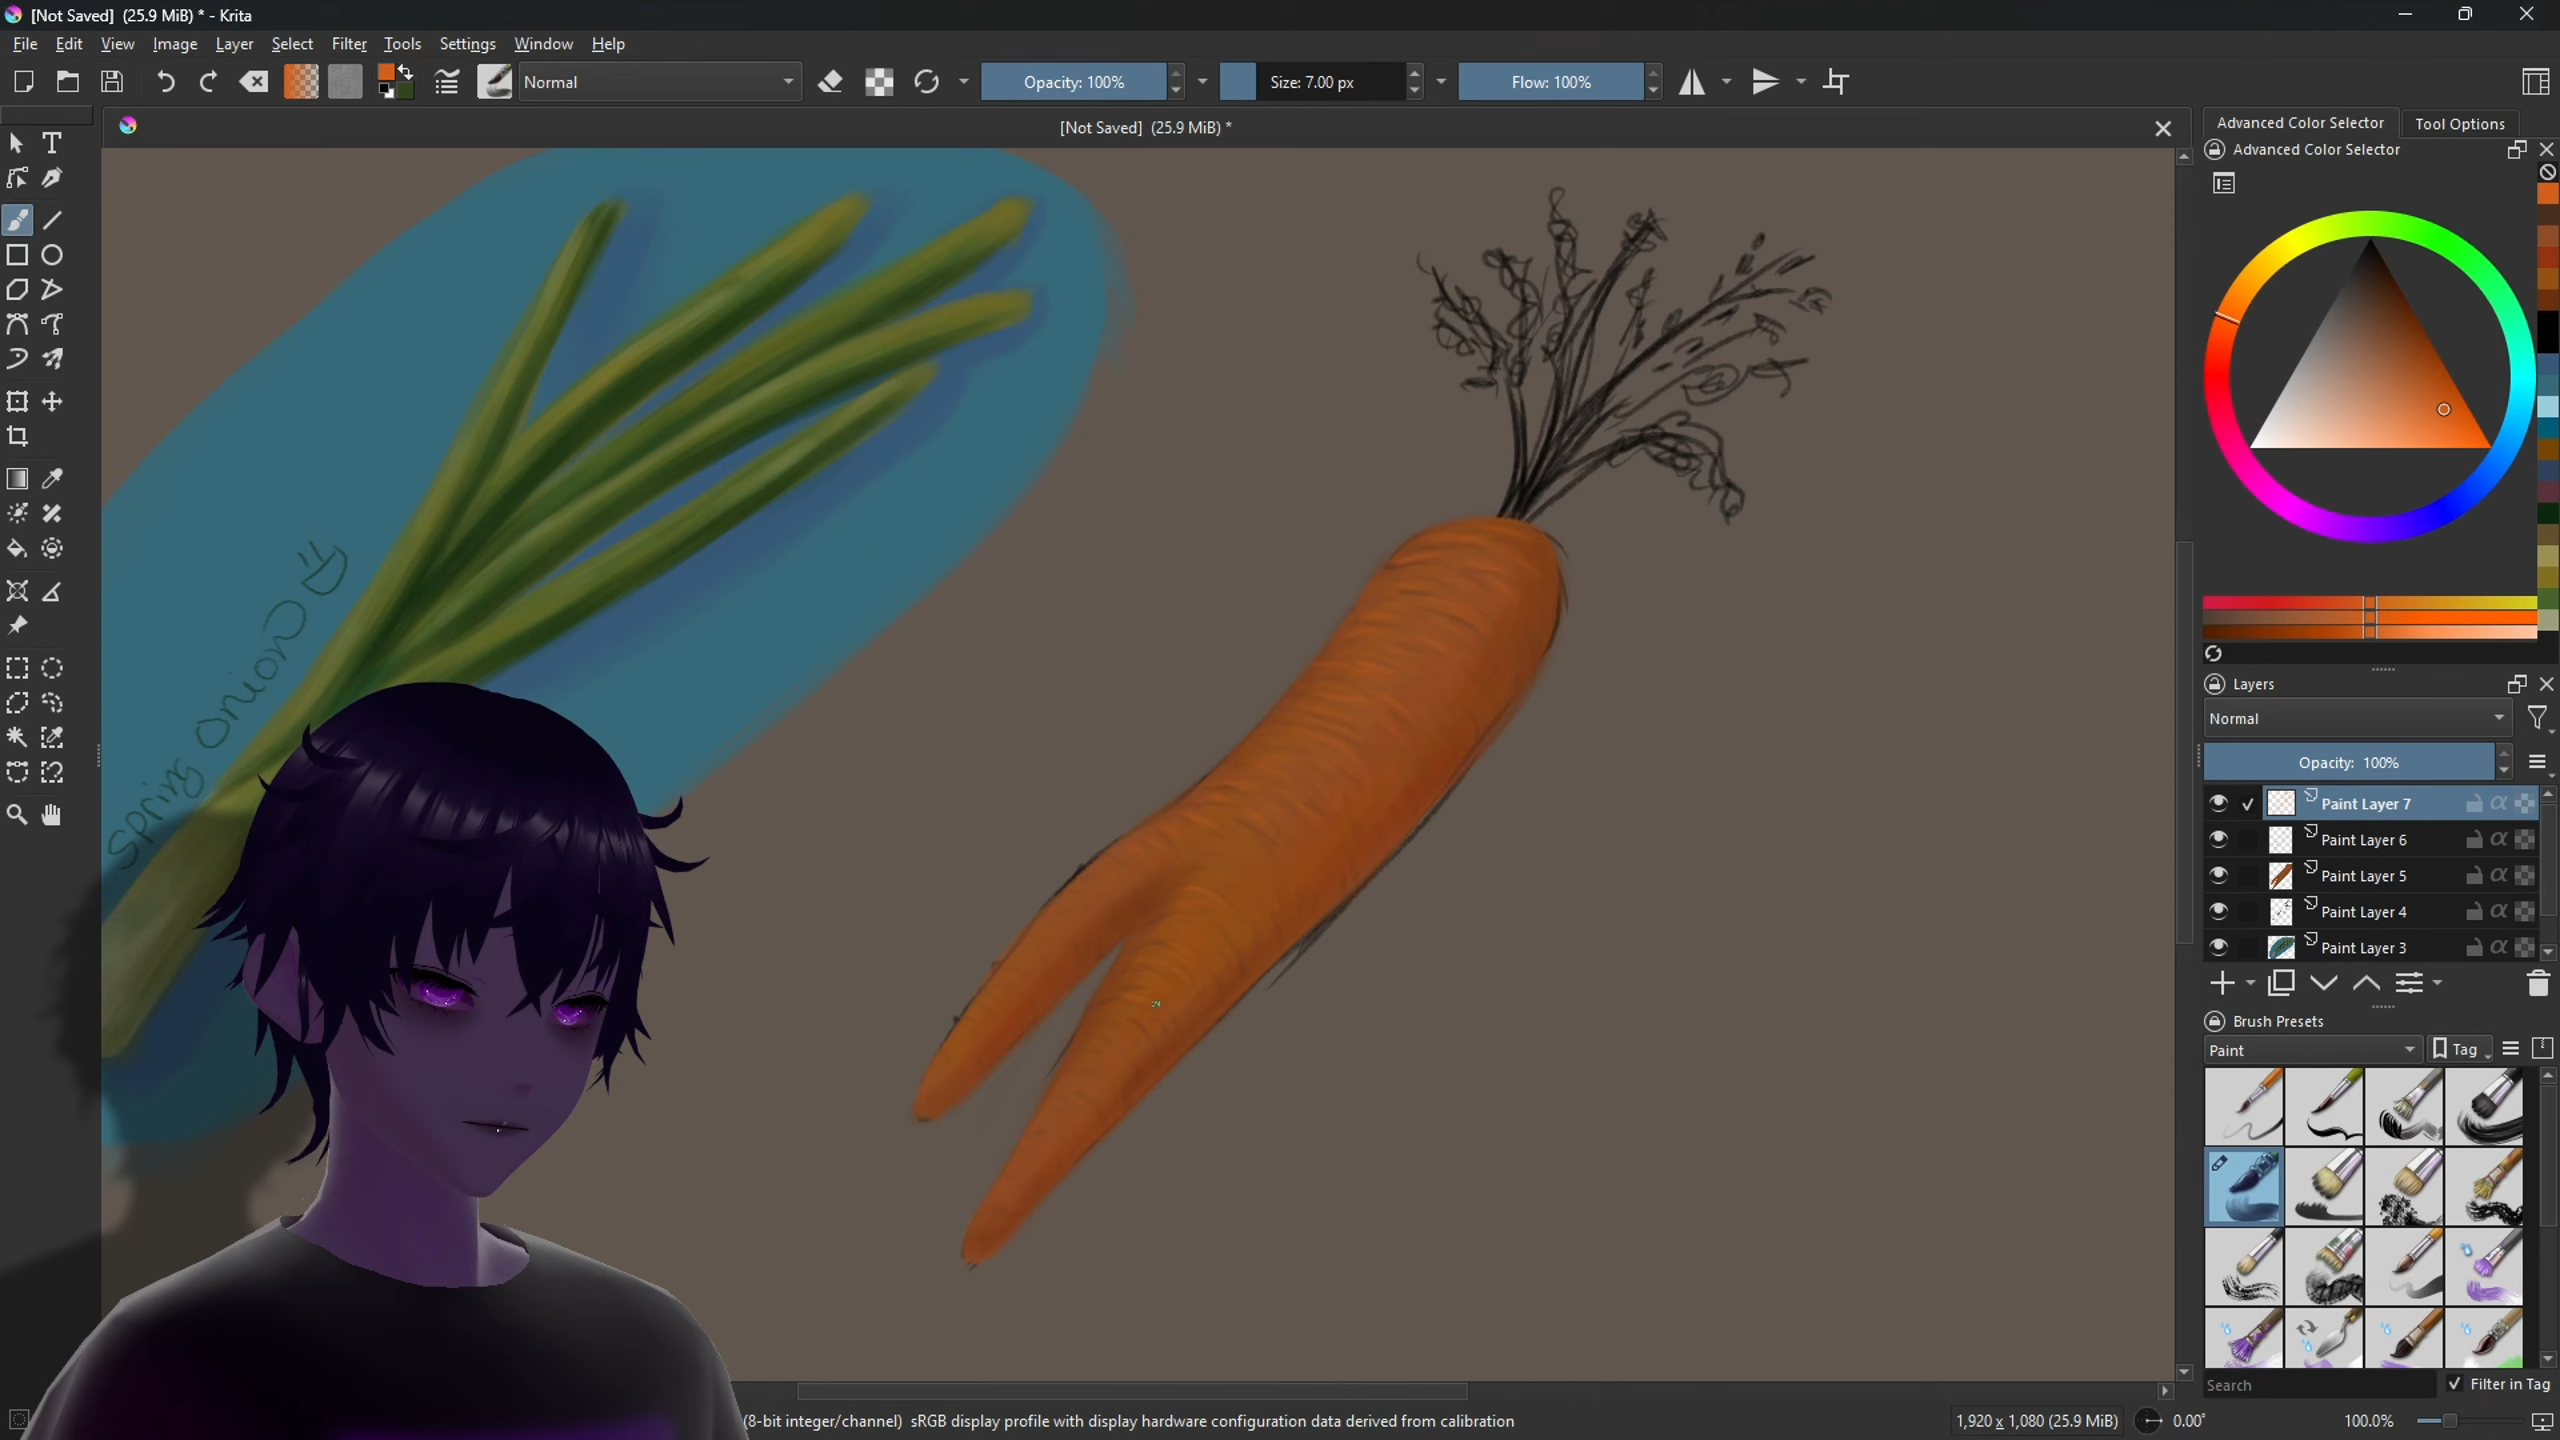 [Not Saved] (25.9 MiB) * - Krita
File Edit View Image Layer Select Filter Tools Settings Window Help
Normal
Opacity: 100%
Size: 7.00 px
Flow: 100%
[Not Saved] (25.9 MiB) *
Advanced Color Selector
Tool Options
Advanced Color Selector
spring onion
Layers
Normal
Opacity: 100%
Paint Layer 7
Paint Layer 6
Paint Layer 5
Paint Layer 4
Paint Layer 3
Brush Presets
Paint
Tag
Search
Filter in Tag
(8-bit integer/channel) sRGB display profile with display hardware configuration data derived from calibration
1,920 x 1,080 (25.9 MiB)
0.00°
100.0%